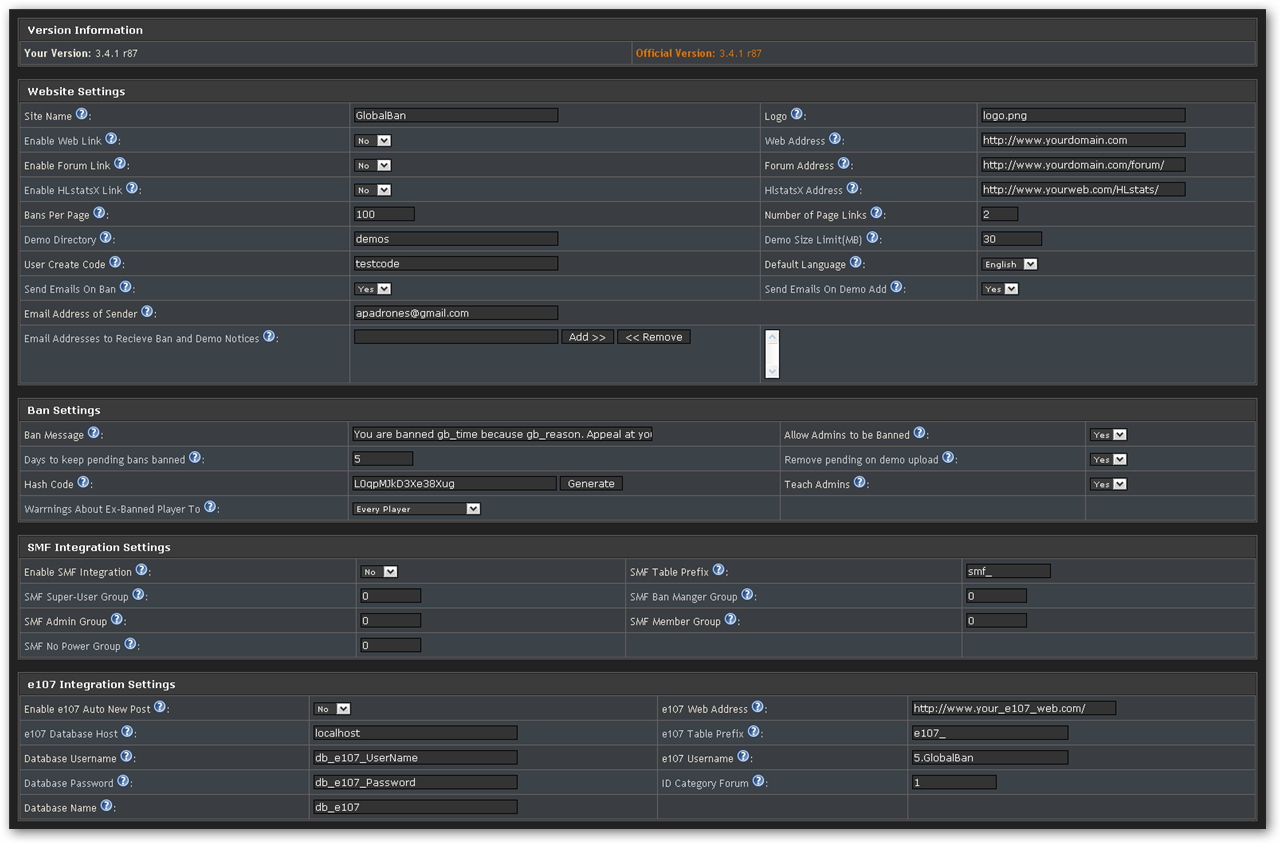 Version Information
Your Version: 3.4.1 r87 Official Version: 3.4.1 r87
Website Settings
Site Name ?: GlobalBan Logo ?: logo.png
Enable Web Link ?: No Web Address ?: http://www.yourdomain.com
Enable Forum Link ?: No Forum Address ?: http://www.yourdomain.com/forum/
Enable HLstatsX Link ?: No HlstatsX Address ?: http://www.yourweb.com/HLstats/
Bans Per Page ?: 100 Number of Page Links ?: 2
Demo Directory ?: demos Demo Size Limit(MB) ?: 30
User Create Code ?: testcode Default Language ?: English
Send Emails On Ban ?: Yes Send Emails On Demo Add ?: Yes
Email Address of Sender ?: apadrones@gmail.com
Email Addresses to Recieve Ban and Demo Notices ?: Add >> << Remove
Ban Settings
Ban Message ?: You are banned gb_time because gb_reason. Appeal at you Allow Admins to be Banned ?: Yes
Days to keep pending bans banned ?: 5 Remove pending on demo upload ?: Yes
Hash Code ?: L0qpMJkD3Xe38Xug Generate Teach Admins ?: Yes
Warrnings About Ex-Banned Player To ?: Every Player
SMF Integration Settings
Enable SMF Integration ?: No SMF Table Prefix ?: smf_
SMF Super-User Group ?: 0 SMF Ban Manger Group ?: 0
SMF Admin Group ?: 0 SMF Member Group ?: 0
SMF No Power Group ?: 0
e107 Integration Settings
Enable e107 Auto New Post ?: No e107 Web Address ?: http://www.your_e107_web.com/
e107 Database Host ?: localhost e107 Table Prefix ?: e107_
Database Username ?: db_e107_UserName e107 Username ?: 5.GlobalBan
Database Password ?: db_e107_Password ID Category Forum ?: 1
Database Name ?: db_e107